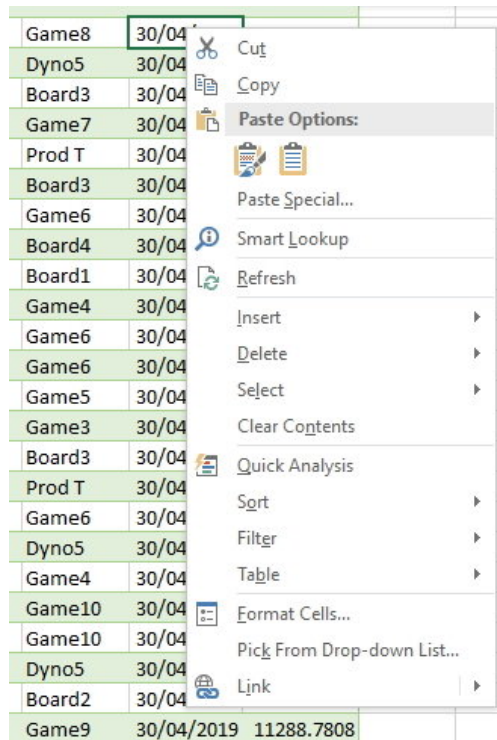 Game8 30/04/
Dyno5 30/04
Board3 30/04
Game7 30/04
Prod T 30/04
Board3 30/04
Game6 30/04
Board4 30/04
Board1 30/04
Game4 30/04
Game6 30/04
Game6 30/04
Game5 30/04
Game3 30/04
Board3 30/04
Prod T 30/04
Game6 30/04
Dyno5 30/04
Game4 30/04
Game10 30/04
Game10 30/04
Dyno5 30/04
Board2 30/04
Game9 30/04/2019 11288.7808
Cut
Copy
Paste Options:
Paste Special...
Smart Lookup
Refresh
Insert
Delete
Select
Clear Contents
Quick Analysis
Sort
Filter
Table
Format Cells...
Pick From Drop-down List...
Link